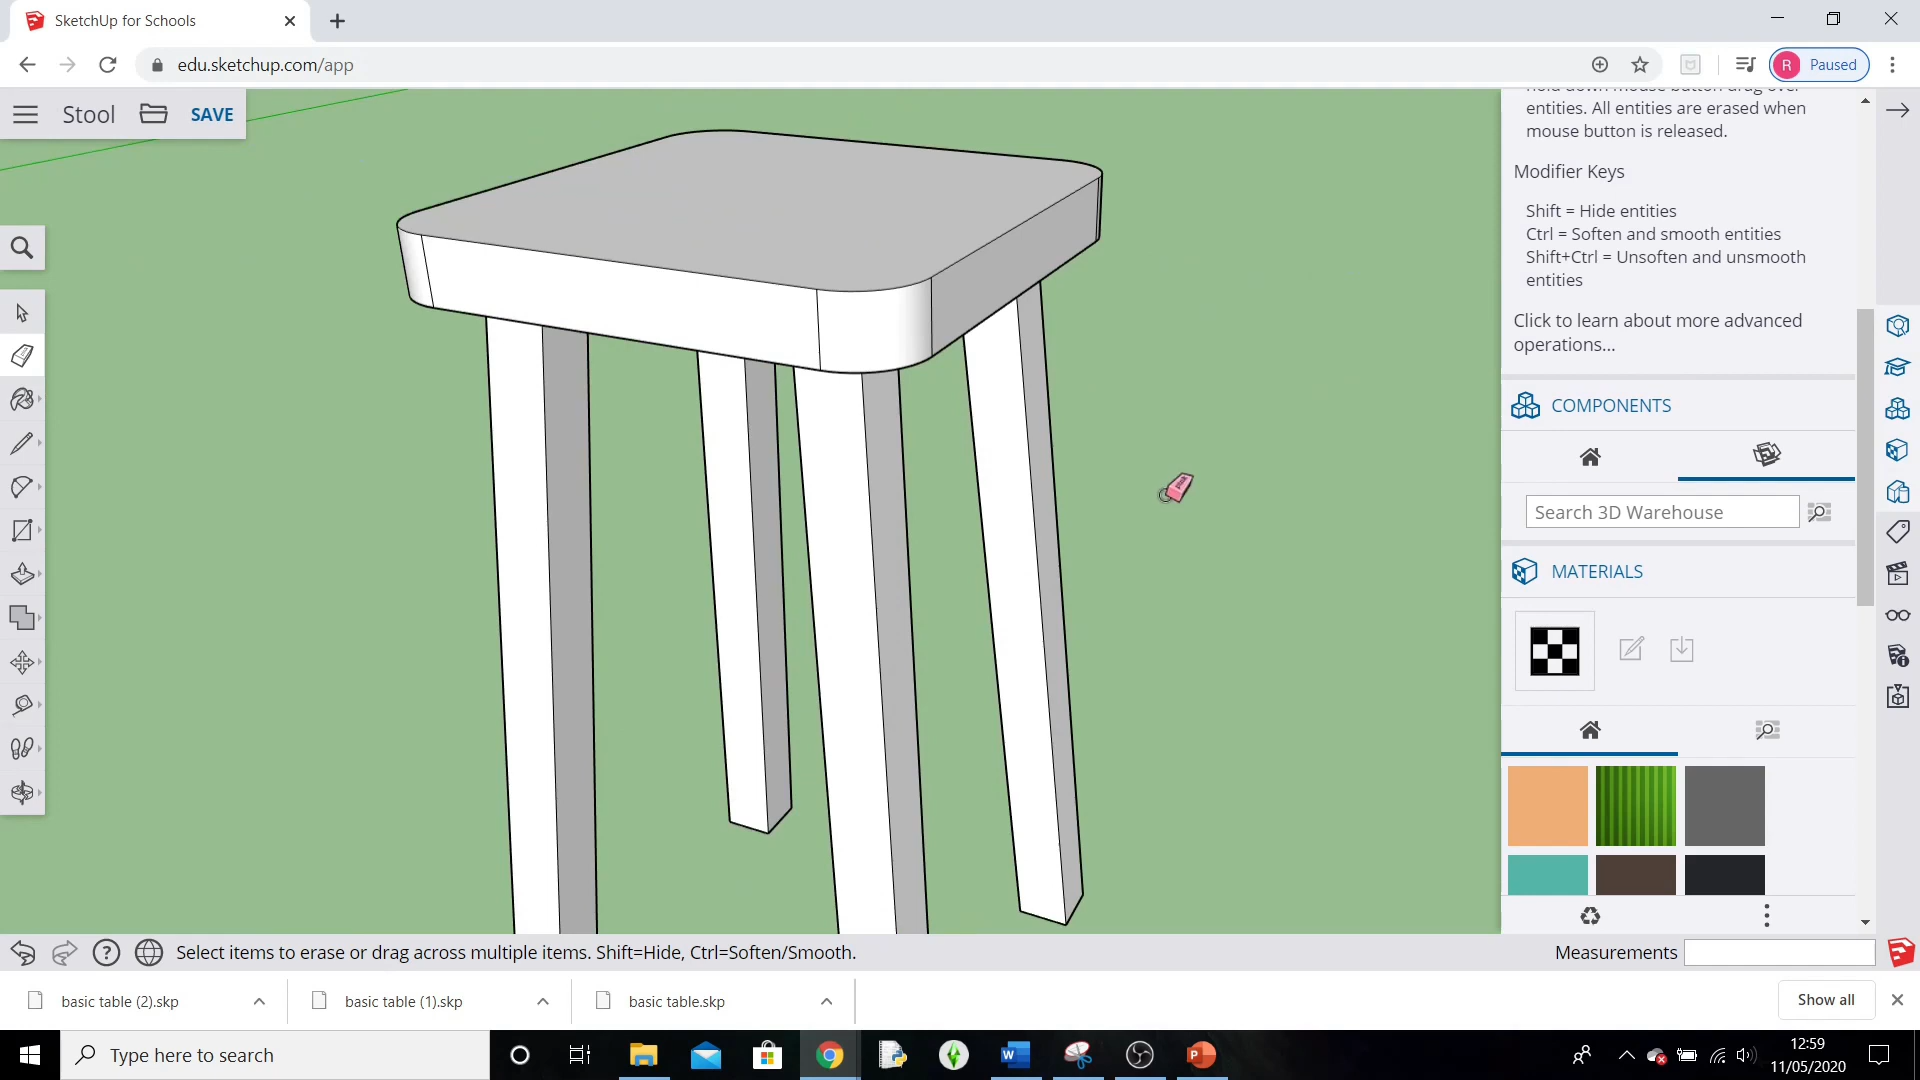 SketchUp for Schools
edu.sketchup.com/app
R Paused
Stool SAVE
entities. All entities are erased when
mouse button is released.
Modifier Keys
Shift = Hide entities
Ctrl = Soften and smooth entities
Shift+Ctrl = Unsoften and unsmooth
entities
Click to learn about more advanced
operations...
COMPONENTS
Search 3D Warehouse
MATERIALS
Select items to erase or drag across multiple items. Shift=Hide, Ctrl=Soften/Smooth.
Measurements
basic table (2).skp
basic table (1).skp
basic table.skp
Show all
Type here to search
12:59
11/05/2020